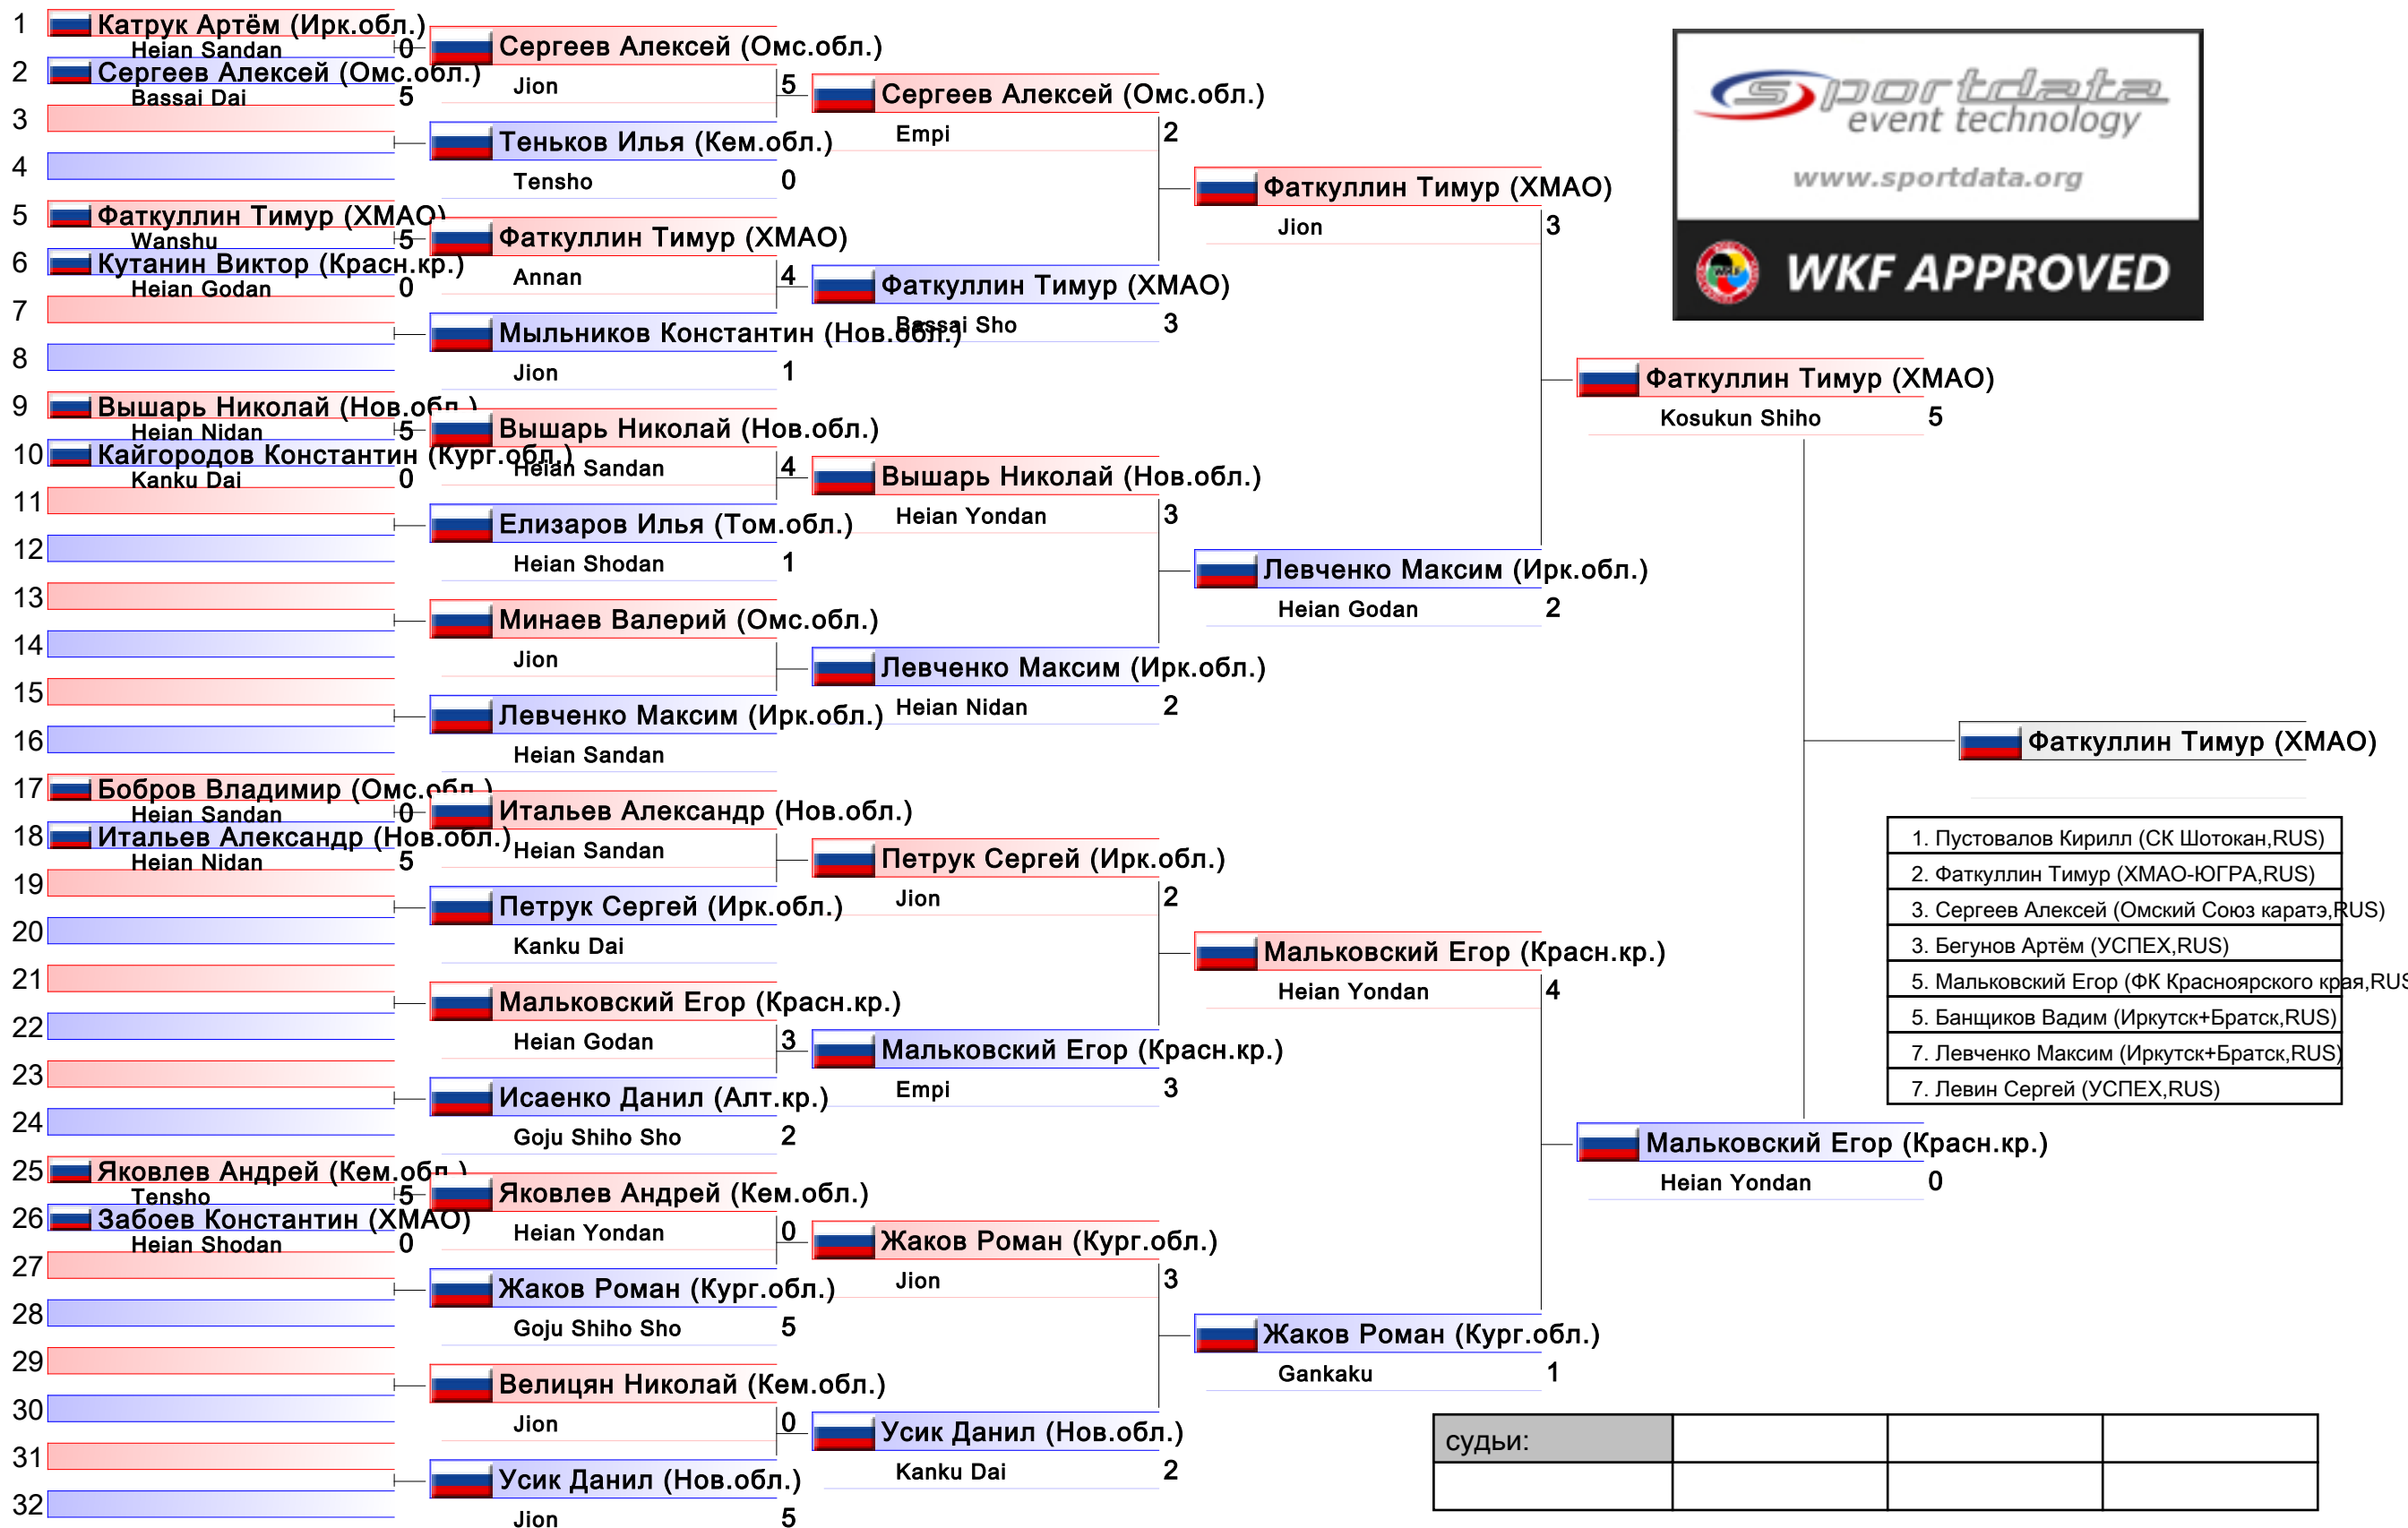 1 Катрук Артём (Ирк.обл.)
Heian Sandan 0
2 Сергеев Алексей (Омс.обл.)
Bassai Dai 5
3
4
5 Фаткуллин Тимур (ХМАО)
Wanshu 5
6 Кутанин Виктор (Красн.кр.)
Heian Godan 0
7
8
9 Вышарь Николай (Нов.обл.)
Heian Nidan 5
10 Кайгородов Константин (Кург.обл.)
Kanku Dai 0
11
12
13
14
15
16
17 Бобров Владимир (Омс.обл.)
Heian Sandan 0
18 Итальев Александр (Нов.обл.)
Heian Nidan 5
19
20
21
22
23
24
25 Яковлев Андрей (Кем.обл.)
Tensho 5
26 Забоев Константин (ХМАО)
Heian Shodan 0
27
28
29
30
31
32
Сергеев Алексей (Омс.обл.)
Jion 5
Теньков Илья (Кем.обл.)
Tensho 0
Фаткуллин Тимур (ХМАО)
Annan 4
Мыльников Константин (Нов.обл.)
Jion 1
Вышарь Николай (Нов.обл.)
Heian Sandan 4
Елизаров Илья (Том.обл.)
Heian Shodan 1
Минаев Валерий (Омс.обл.)
Jion
Левченко Максим (Ирк.обл.)
Heian Sandan
Итальев Александр (Нов.обл.)
Heian Sandan
Петрук Сергей (Ирк.обл.)
Kanku Dai
Мальковский Егор (Красн.кр.)
Heian Godan 3
Исаенко Данил (Алт.кр.)
Goju Shiho Sho 2
Яковлев Андрей (Кем.обл.)
Heian Yondan 0
Жаков Роман (Кург.обл.)
Goju Shiho Sho 5
Велицян Николай (Кем.обл.)
Jion 0
Усик Данил (Нов.обл.)
Jion 5
Сергеев Алексей (Омс.обл.)
Empi 2
Фаткуллин Тимур (ХМАО)
Bassai Sho 3
Вышарь Николай (Нов.обл.)
Heian Yondan 3
Левченко Максим (Ирк.обл.)
Heian Nidan 2
Петрук Сергей (Ирк.обл.)
Jion 2
Мальковский Егор (Красн.кр.)
Empi 3
Жаков Роман (Кург.обл.)
Jion 3
Усик Данил (Нов.обл.)
Kanku Dai 2
Фаткуллин Тимур (ХМАО)
Jion 3
Левченко Максим (Ирк.обл.)
Heian Godan 2
Мальковский Егор (Красн.кр.)
Heian Yondan 4
Жаков Роман (Кург.обл.)
Gankaku 1
Фаткуллин Тимур (ХМАО)
Kosukun Shiho 5
Мальковский Егор (Красн.кр.)
Heian Yondan 0
Фаткуллин Тимур (ХМАО)
sportdata
event technology
www.sportdata.org
WKF
WKF APPROVED
1. Пустовалов Кирилл (СК Шотокан,RUS)
2. Фаткуллин Тимур (ХМАО-ЮГРА,RUS)
3. Сергеев Алексей (Омский Союз каратэ,RUS)
3. Бегунов Артём (УСПЕХ,RUS)
5. Мальковский Егор (ФК Красноярского края,RUS
5. Банщиков Вадим (Иркутск+Братск,RUS)
7. Левченко Максим (Иркутск+Братск,RUS)
7. Левин Сергей (УСПЕХ,RUS)
судьи: